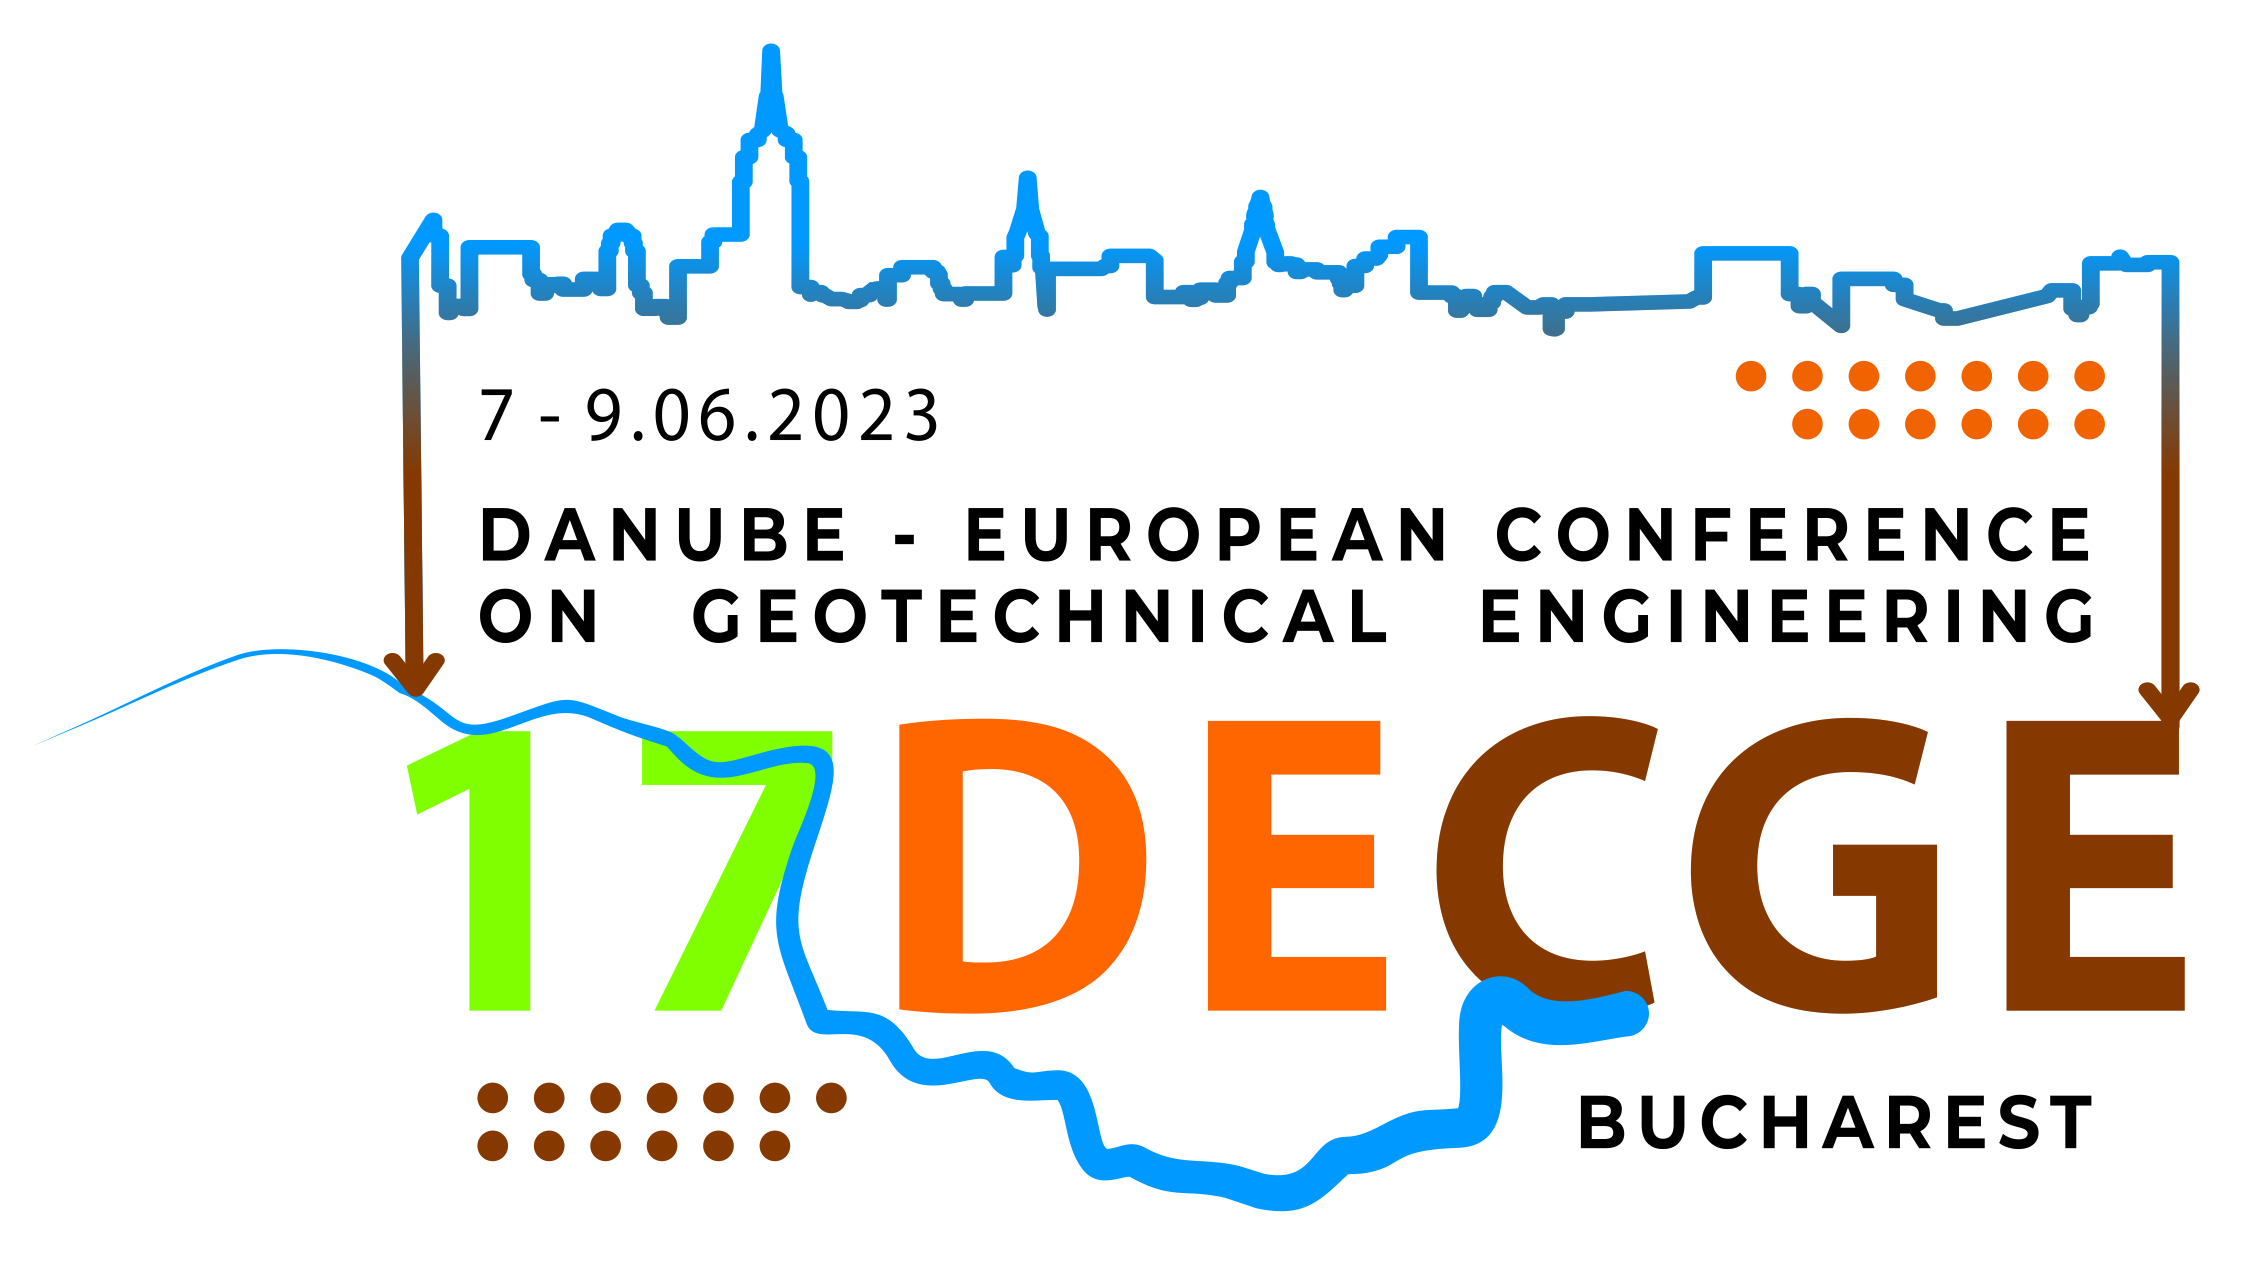 7 - 9.06.2023
DANUBE - EUROPEAN CONFERENCE
ON GEOTECHNICAL ENGINEERING
17DECGE
BUCHAREST